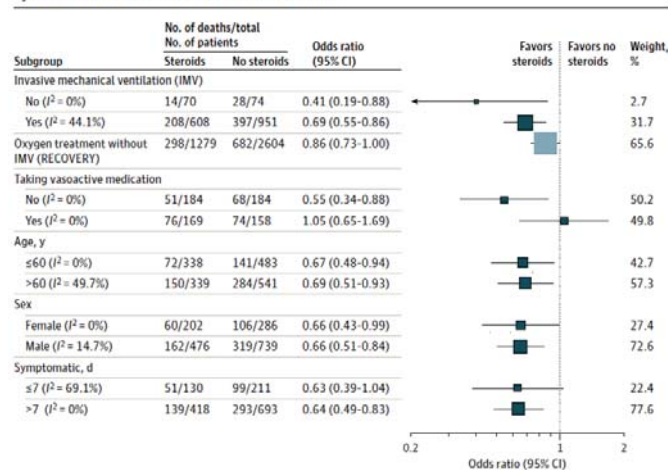 No. of deaths/total
No. of patients
Odds ratio
(95% CI)
Favors
steroids
Favors no
steroids
Weight,
%
Subgroup Steroids No steroids
Invasive mechanical ventilation (IMV)
No (I² = 0%) 14/70 28/74 0.41 (0.19-0.88) 2.7
Yes (I² = 44.1%) 208/608 397/951 0.69 (0.55-0.86) 31.7
Oxygen treatment without 298/1279 682/2604 0.86 (0.73-1.00) 65.6
IMV (RECOVERY)
Taking vasoactive medication
No (I² = 0%) 51/184 68/184 0.55 (0.34-0.88) 50.2
Yes (I² = 0%) 76/169 74/158 1.05 (0.65-1.69) 49.8
Age, y
≤60 (I² = 0%) 72/338 141/483 0.67 (0.48-0.94) 42.7
>60 (I² = 49.7%) 150/339 284/541 0.69 (0.51-0.93) 57.3
Sex
Female (I² = 0%) 60/202 106/286 0.66 (0.43-0.99) 27.4
Male (I² = 14.7%) 162/476 319/739 0.66 (0.51-0.84) 72.6
Symptomatic, d
≤7 (I² = 69.1%) 51/130 99/211 0.63 (0.39-1.04) 22.4
>7 (I² = 0%) 139/418 293/693 0.64 (0.49-0.83) 77.6
0.2 1 2
Odds ratio (95% CI)